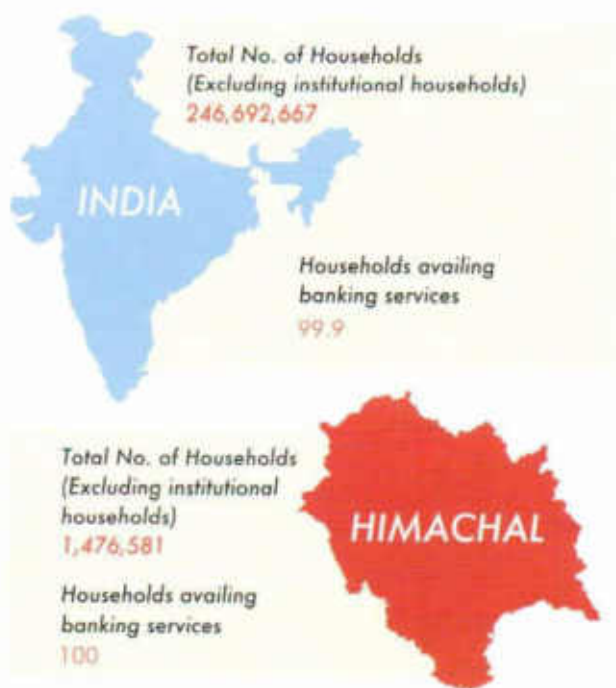 Total No. of Households
(Excluding institutional households)
246,692,667
INDIA
Households availing
banking services
99.9
Total No. of Households
(Excluding institutional
households)
1,476,581
HIMACHAL
Households availing
banking services
100